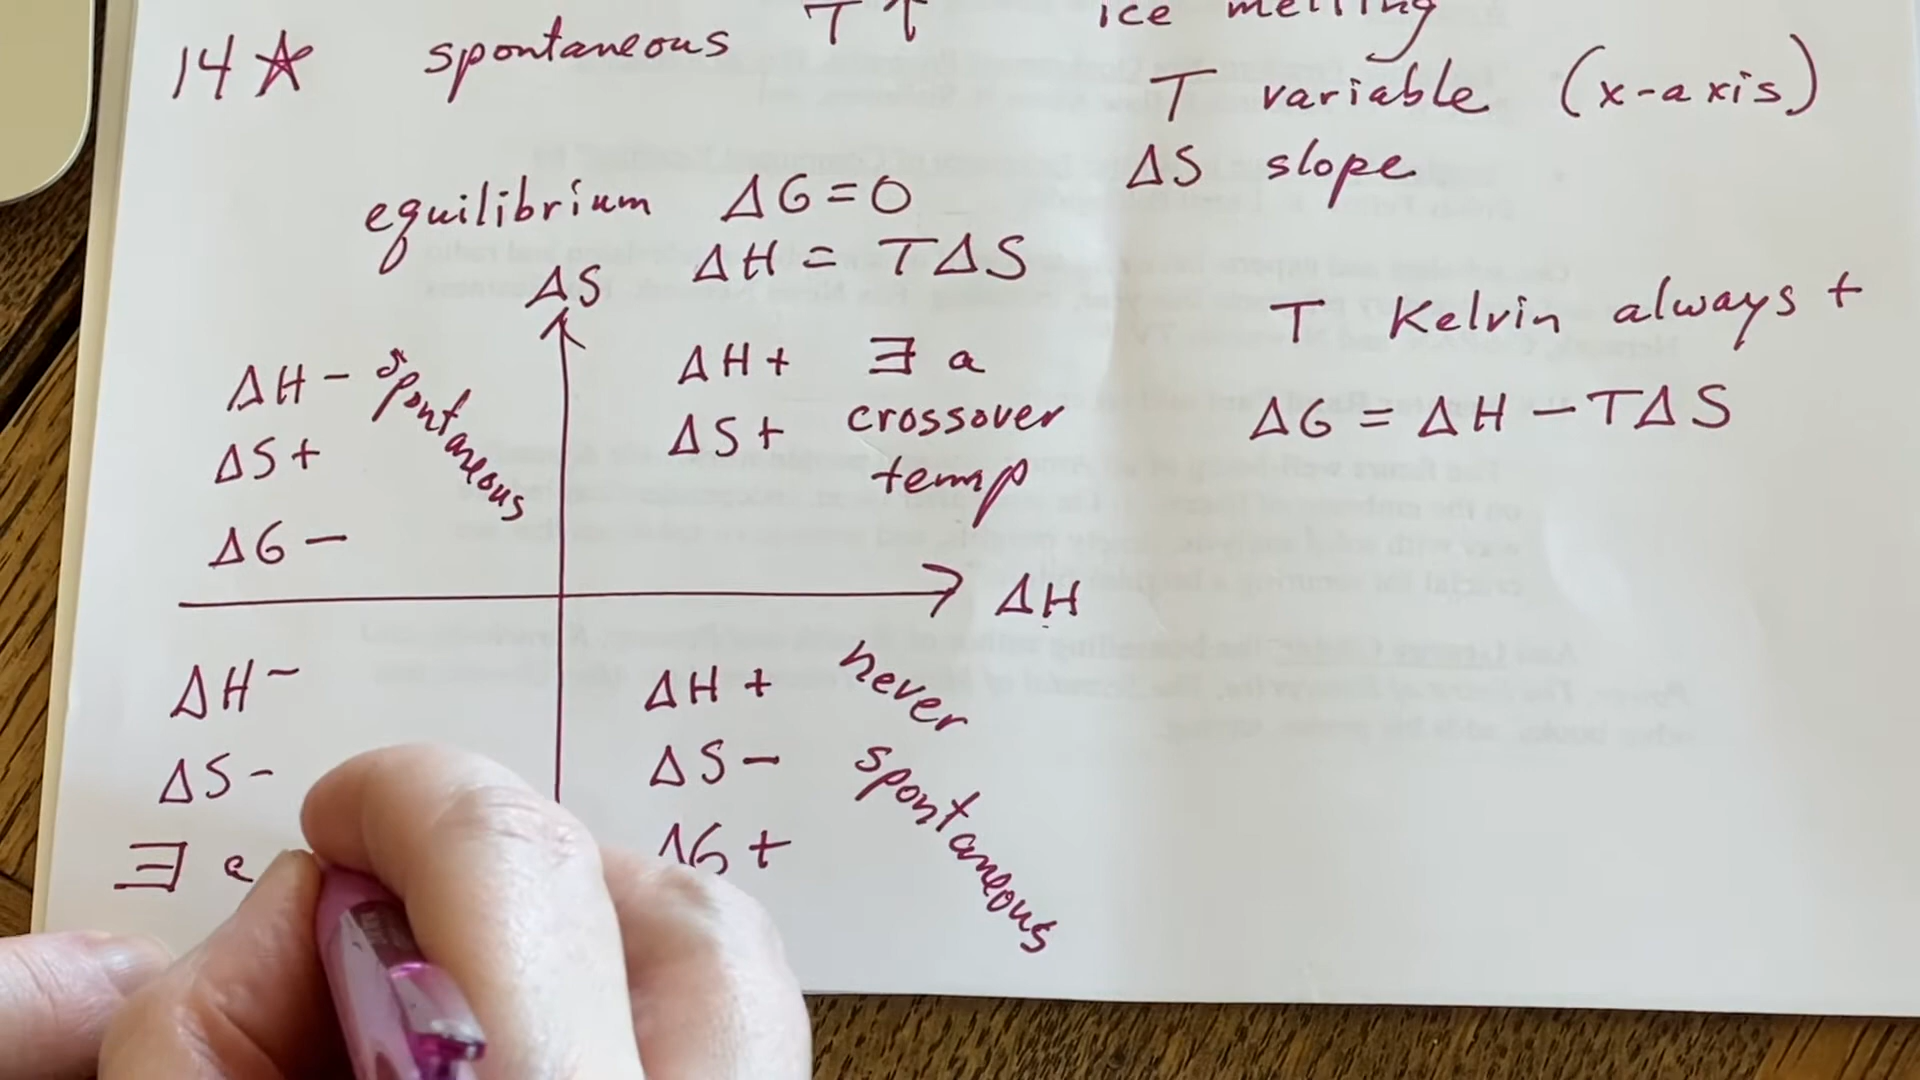 T↑ ice melting
14☆ spontaneous
T variable (x-axis)
ΔS slope
equilibrium ΔG = 0
ΔH = TΔS
ΔS
T Kelvin always +
ΔG = ΔH - TΔS
ΔH - spontaneous
ΔS +
ΔG -
ΔH + ∃ a
ΔS + crossover
temp
ΔH
ΔH -
ΔS -
∃ a
ΔH + never
ΔS - spontaneous
ΔG +